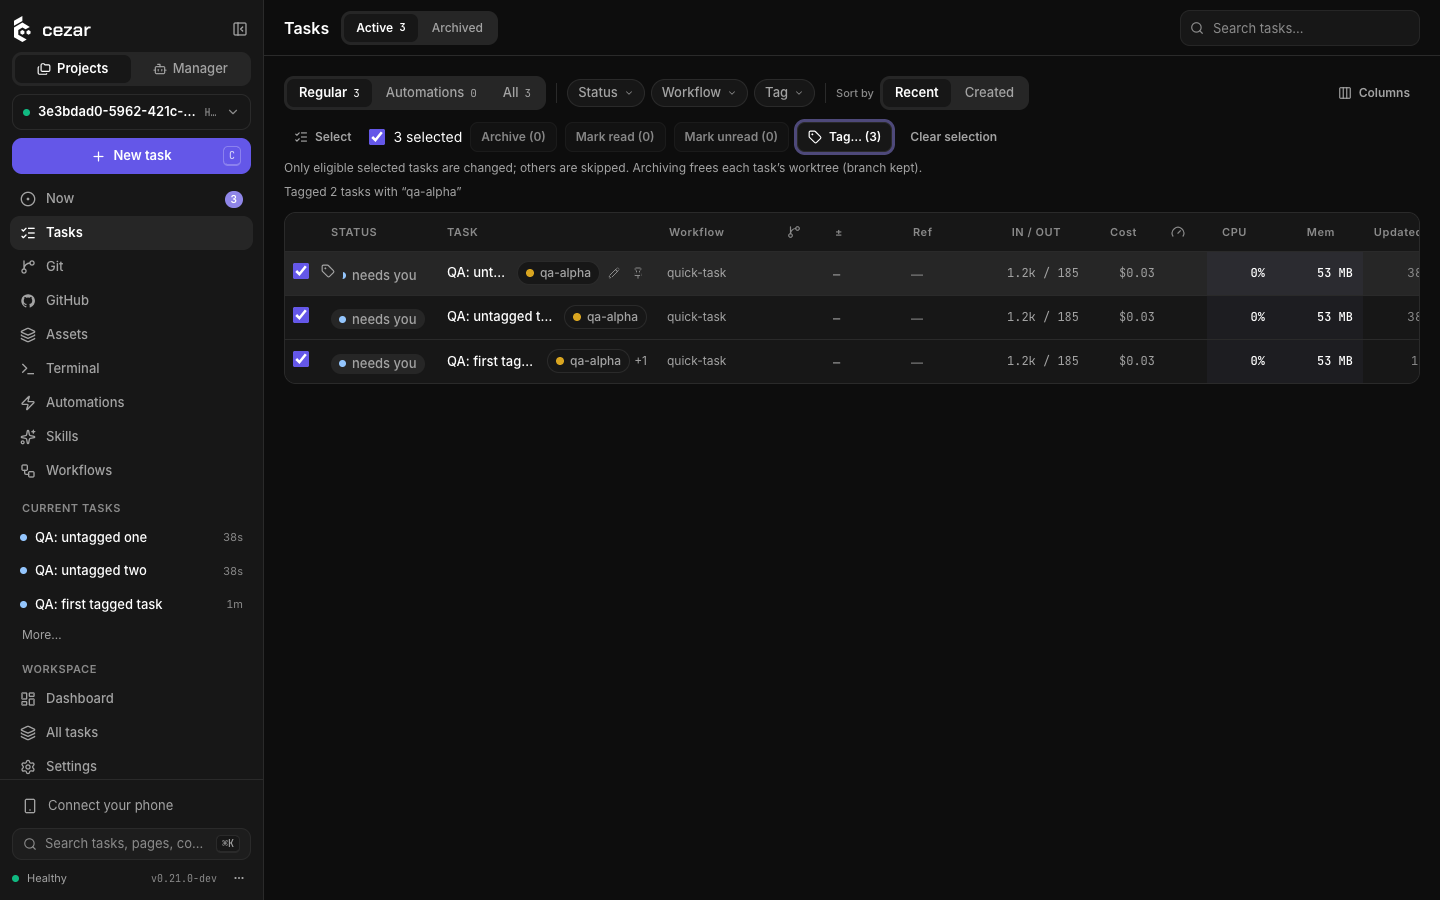 cezar
Projects Manager
3e3bdad0-5962-421c-... H...
New task C
Now 3
Tasks
Git
GitHub
Assets
Terminal
Automations
Skills
Workflows
CURRENT TASKS
QA: untagged one 38s
QA: untagged two 38s
QA: first tagged task 1m
More...
WORKSPACE
Dashboard
All tasks
Settings
Connect your phone
Search tasks, pages, co... ⌘K
Healthy v0.21.0-dev ...
Tasks Active 3 Archived Search tasks...
Regular 3 Automations 0 All 3 Status Workflow Tag Sort by Recent Created Columns
Select 3 selected Archive (0) Mark read (0) Mark unread (0) Tag... (3) Clear selection
Only eligible selected tasks are changed; others are skipped. Archiving frees each task’s worktree (branch kept).
Tagged 2 tasks with “qa-alpha”
STATUS TASK Workflow ± Ref IN / OUT Cost CPU Mem Updated
needs you QA: unt... qa-alpha quick-task – — 1.2k / 185 $0.03 0% 53 MB 38
needs you QA: untagged t... qa-alpha quick-task – — 1.2k / 185 $0.03 0% 53 MB 38
needs you QA: first tag... qa-alpha +1 quick-task – — 1.2k / 185 $0.03 0% 53 MB 1